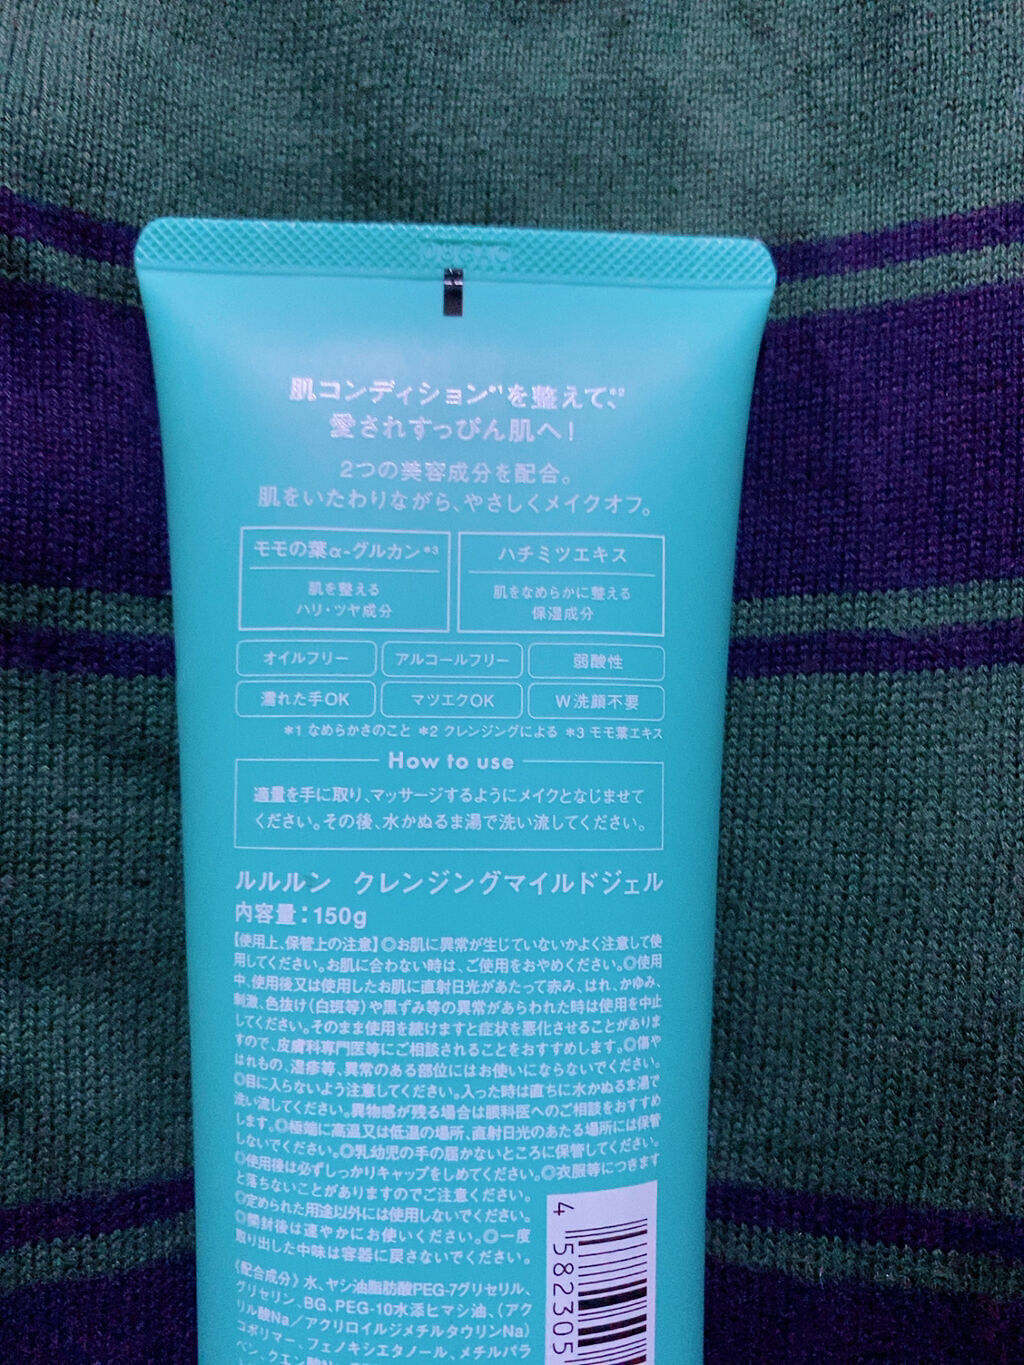 肌コンディション*1を整えて、*2
愛されすっぴん肌へ!
2つの美容成分を配合。
肌をいたわりながら、やさしくメイクオフ。
モモの葉α-グルカン*3
肌を整える
ハリ・ツヤ成分
ハチミツエキス
肌をなめらかに整える
保湿成分
オイルフリー
アルコールフリー
弱酸性
濡れた手OK
マツエクOK
W洗顔不要
*1 なめらかさのこと *2 クレンジングによる *3 モモ葉エキス
How to use
適量を手に取り、マッサージするようにメイクとなじませて
ください。その後、水かぬるま湯で洗い流してください。
ルルルン クレンジングマイルドジェル
内容量:150g
【使用上、保管上の注意】◎お肌に異常が生じていないかよく注意して使
用してください。お肌に合わない時は、ご使用をおやめください。◎使用
中、使用後又は使用したお肌に直射日光があたって赤み、はれ、かゆみ、
刺激、色抜け(白斑等)や黒ずみ等の異常があらわれた時は使用を中止
してください。そのまま使用を続けますと症状を悪化させることがありま
すので、皮膚科専門医等にご相談されることをおすすめします。◎傷や
はれもの、湿疹等、異常のある部位にはお使いにならないでください。
◎目に入らないよう注意してください。入った時は直ちに水かぬるま湯で
洗い流してください。異物感が残る場合は眼科医へのご相談をおすすめ
します。◎極端に高温又は低温の場所、直射日光のあたる場所には保管
しないでください。◎乳幼児の手の届かないところに保管してください。
◎使用後は必ずしっかりキャップをしめてください。◎衣服等につきます
と落ちないことがありますのでご注意ください。
◎定められた用途以外には使用しないでください。
◎開封後は速やかにお使いください。◎一度
取り出した中味は容器に戻さないでください。
〈配合成分〉水、ヤシ油脂肪酸PEG-7グリセリル、
グリセリン、BG、PEG-10水添ヒマシ油、(アク
リル酸Na/アクリロイルジメチルタウリンNa)
コポリマー、フェノキシエタノール、メチルパラ
ベン、クエン酸Na
4 582305